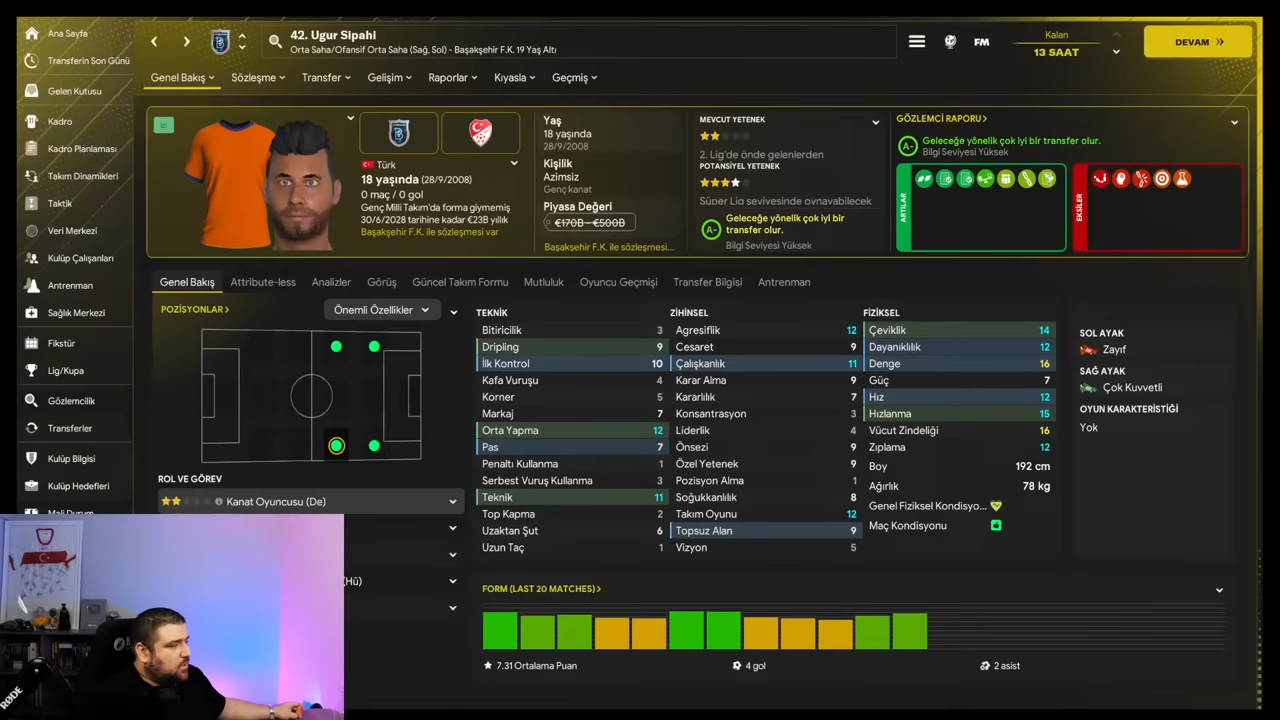 Ana Sayfa
Transferin Son Günü
Gelen Kutusu
Kadro
Kadro Planlaması
Takım Dinamikleri
Taktik
Veri Merkezi
Kulüp Çalışanları
Antrenman
Sağlık Merkezi
Fikstür
Lig/Kupa
Gözlemcilik
Transferler
Kulüp Bilgisi
Kulüp Hedefleri
Mali Durum
42. Ugur Sipahi
Orta Saha/Ofansif Orta Saha (Sağ, Sol) - Başakşehir F.K. 19 Yaş Altı
FM
Kalan
13 SAAT
DEVAM
Genel Bakış
Sözleşme
Transfer
Gelişim
Raporlar
Kıyasla
Geçmiş
Izl
Türk
18 yaşında (28/9/2008)
0 maç / 0 gol
Genç Milli Takım'da forma giymemiş
30/6/2028 tarihine kadar €23B yıllık
Başakşehir F.K. ile sözleşmesi var
Yaş
18 yaşında
28/9/2008
Kişilik
Azimsiz
Genç kanat
Piyasa Değeri
€170B - €500B
Başakşehir F.K. ile sözleşmesi...
MEVCUT YETENEK
2. Lig'de önde gelenlerden
POTANSİYEL YETENEK
Süper Lig sevivesinde ovnavabilecek
A-
Geleceğe yönelik çok iyi bir
transfer olur.
Bilgi Seviyesi Yüksek
GÖZLEMCİ RAPORU
A-
Geleceğe yönelik çok iyi bir transfer olur.
Bilgi Seviyesi Yüksek
ARTILAR
EKSİLER
Genel Bakış
Attribute-less
Analizler
Görüş
Güncel Takım Formu
Mutluluk
Oyuncu Geçmişi
Transfer Bilgisi
Antrenman
POZİSYONLAR
Önemli Özellikler
ROL VE GÖREV
Kanat Oyuncusu (De)
(Hü)
TEKNİK
Bitiricilik 3
Dripling 9
İlk Kontrol 10
Kafa Vuruşu 4
Korner 5
Markaj 7
Orta Yapma 12
Pas 7
Penaltı Kullanma 1
Serbest Vuruş Kullanma 3
Teknik 11
Top Kapma 2
Uzaktan Şut 6
Uzun Taç 1
ZİHİNSEL
Agresiflik 12
Cesaret 9
Çalışkanlık 11
Karar Alma 9
Kararlılık 7
Konsantrasyon 3
Liderlik 4
Önsezi 9
Özel Yetenek 9
Pozisyon Alma 1
Soğukkanlılık 8
Takım Oyunu 12
Topsuz Alan 9
Vizyon 5
FİZİKSEL
Çeviklik 14
Dayanıklılık 12
Denge 16
Güç 7
Hız 12
Hızlanma 15
Vücut Zindeliği 16
Zıplama 12
Boy 192 cm
Ağırlık 78 kg
Genel Fiziksel Kondisyo...
Maç Kondisyonu
SOL AYAK
Zayıf
SAĞ AYAK
Çok Kuvvetli
OYUN KARAKTERİSTİĞİ
Yok
FORM (LAST 20 MATCHES)
7.31 Ortalama Puan
4 gol
2 asist
RØDE